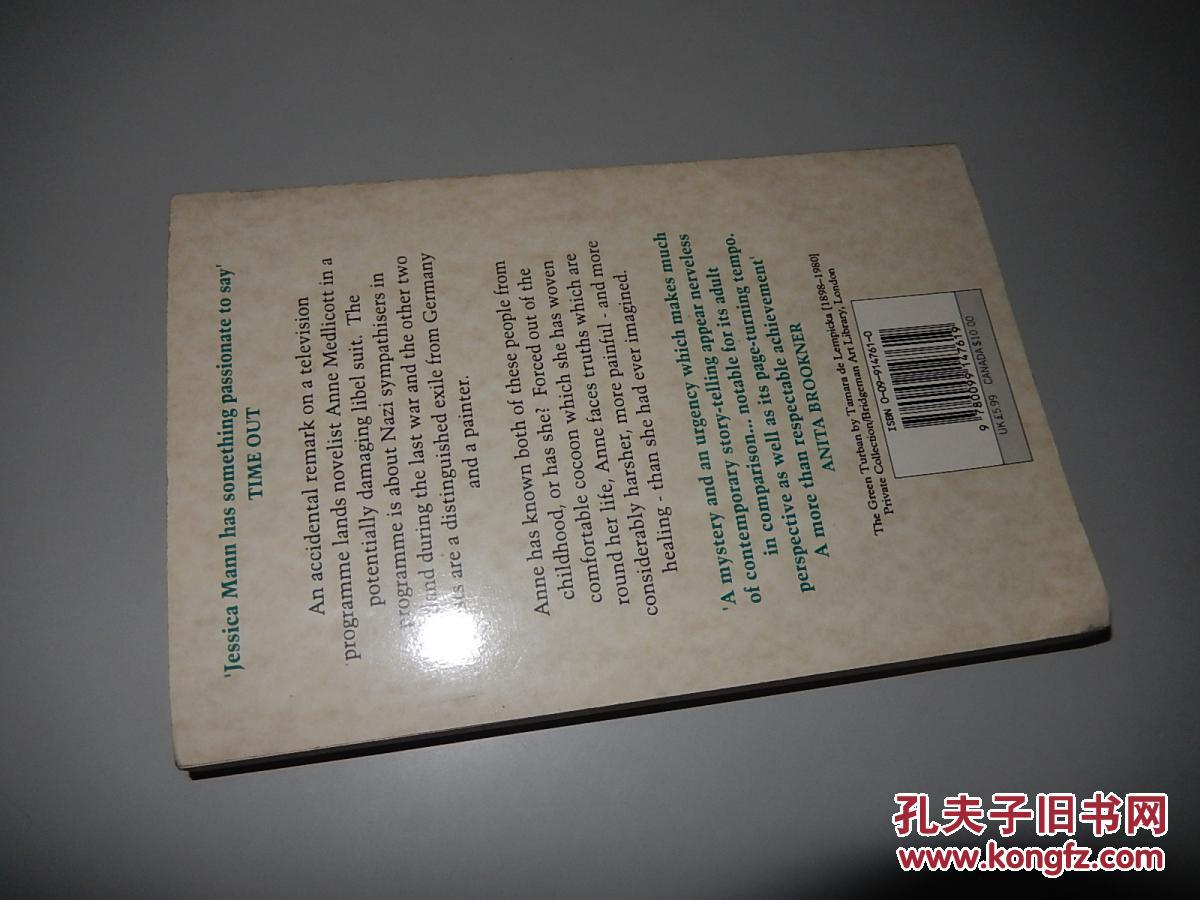 'Jessica Mann has something passionate to say'
TIME OUT
An accidental remark on a television
programme lands novelist Anne Medlicott in a
potentially damaging libel suit. The
programme is about Nazi sympathisers in
during the last war and the other two
are a distinguished exile from Germany
and a painter.
Anne has known both of these people from
childhood, or has she? Forced out of the
comfortable cocoon which she has woven
round her life, Anne faces truths which are
considerably harsher, more painful - and more
healing - than she had ever imagined.
'A mystery and an urgency which makes much
of contemporary story-telling appear nerveless
in comparison... notable for its adult
perspective as well as its page-turning tempo.
A more than respectable achievement'
ANITA BROOKNER
The Green Turban by Tamara de Lempicka [1898-1980]
Private Collection/Bridgeman Art Library, London
ISBN 0-09-914761-0
9 780099 147619
UK £5.99 CANADA $10.00
孔夫子旧书网
www.kongfz.com